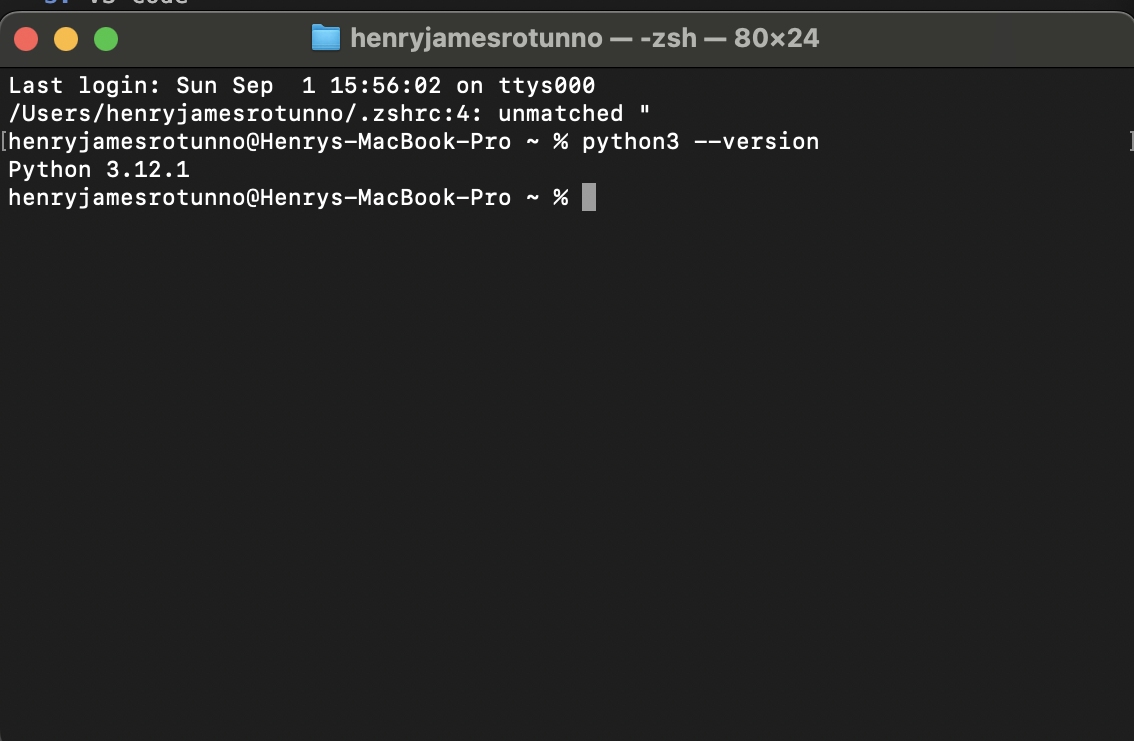 henryjamesrotunno — -zsh — 80×24
Last login: Sun Sep  1 15:56:02 on ttys000
/Users/henryjamesrotunno/.zshrc:4: unmatched "
[henryjamesrotunno@Henrys-MacBook-Pro ~ % python3 --version ]
Python 3.12.1
henryjamesrotunno@Henrys-MacBook-Pro ~ %